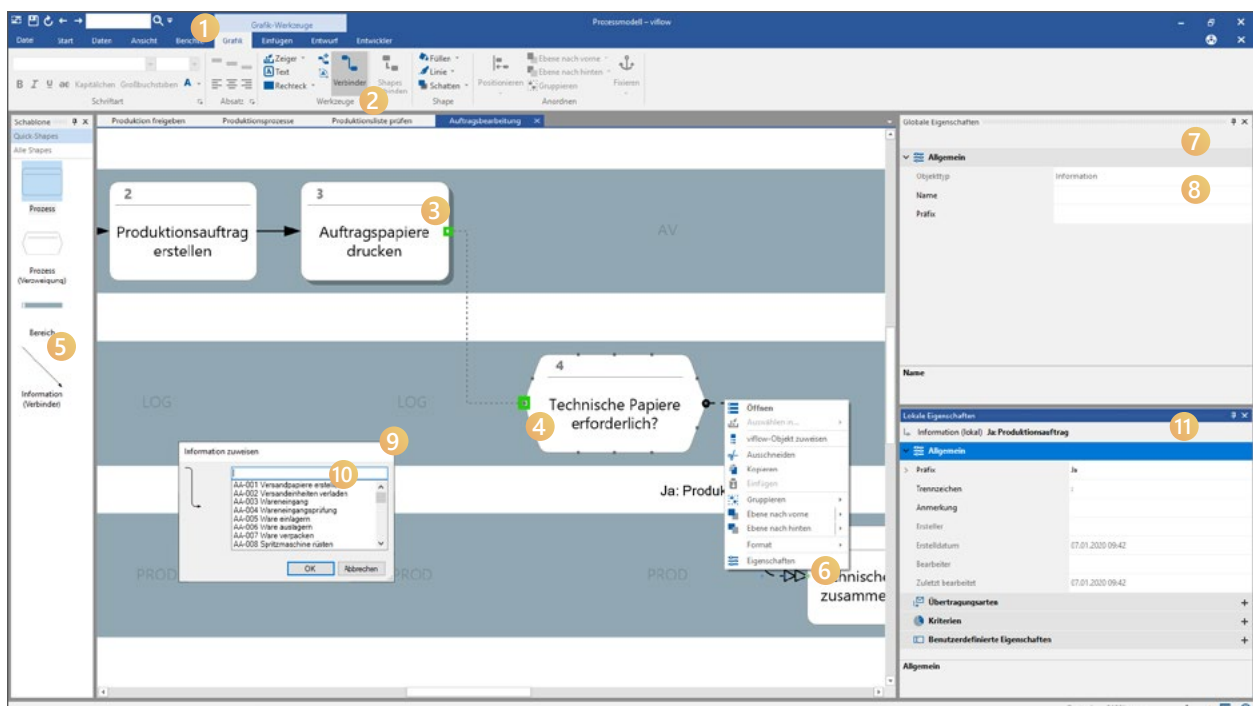 Grafik-Werkzeuge
Prozessmodell – viflow
1
Datei Start Daten Ansicht Berichte Grafik Einfügen Entwurf Entwickler
Zeiger
Text
Rechteck
Verbinder
Shapes
Füllen
Linie
Schatten
Positionieren
Ebene nach vorne
Ebene nach hinten
Gruppieren
Fixieren
B I U ab Kapitälchen Großbuchstaben A
Schriftart Absatz Werkzeuge Shape Anordnen
2
Schablone
Quick-Shapes
Alle Shapes
Prozess
Prozess
(Verzweigung)
Bereich
5
Information
(Verbinder)
Produktion freigeben Produktionsprozesse Produktionsliste prüfen Auftragsbearbeitung
2
Produktionsauftrag
erstellen
3
Auftragspapiere
drucken
3
AV
4
Technische Papiere
erforderlich?
4
LOG LOG
Ja: Produk
PROD PROD PROD
zusamme
9
Information zuweisen
10
AA-001 Versandpapiere erstellen
AA-002 Versandeinheiten verladen
AA-003 Wareneingang
AA-004 Wareneingangsprüfung
AA-005 Ware einlagern
AA-006 Ware auslagern
AA-007 Ware verpacken
AA-008 Spritzmaschine rüsten
OK Abbrechen
Öffnen
Auswählen in...
viflow-Objekt zuweisen
Ausschneiden
Kopieren
Einfügen
Gruppieren
Ebene nach vorne
Ebene nach hinten
Format
Eigenschaften
6
Globale Eigenschaften
7
Allgemein
Objekttyp Information
8
Name
Präfix
Name
Lokale Eigenschaften
11
Information (lokal) Ja:Produktionsauftrag
Allgemein
Präfix Ja
Trennzeichen :
Anmerkung
Ersteller
Erstelldatum 07.01.2020 09:42
Bearbeiter
Zuletzt bearbeitet 07.01.2020 09:42
Übertragungsarten
Kriterien
Benutzerdefinierte Eigenschaften
Allgemein